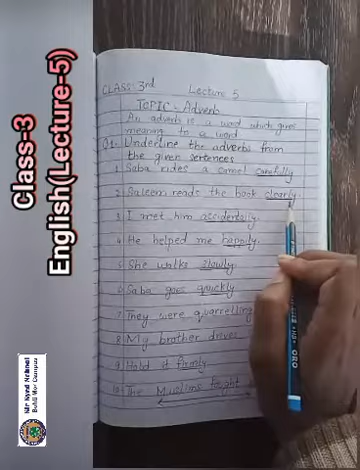 Class-3
English(Lecture-5)
CLASS: 3rd Lecture 5
TOPIC = Adverb
An adverb is a word which gives
meaning to a word
Q1= Underline the adverbs from
the given sentences
1 Saba rides a camel carefully
2 Saleem reads the book clearly.
3 I meet him accidentally.
4 He helped me happily.
5 She walks slowly
6 Saba goes quickly
7 They were quarrelling
8 My brother drives
9 Hold it firmly
10 The Muslims fought
ORO